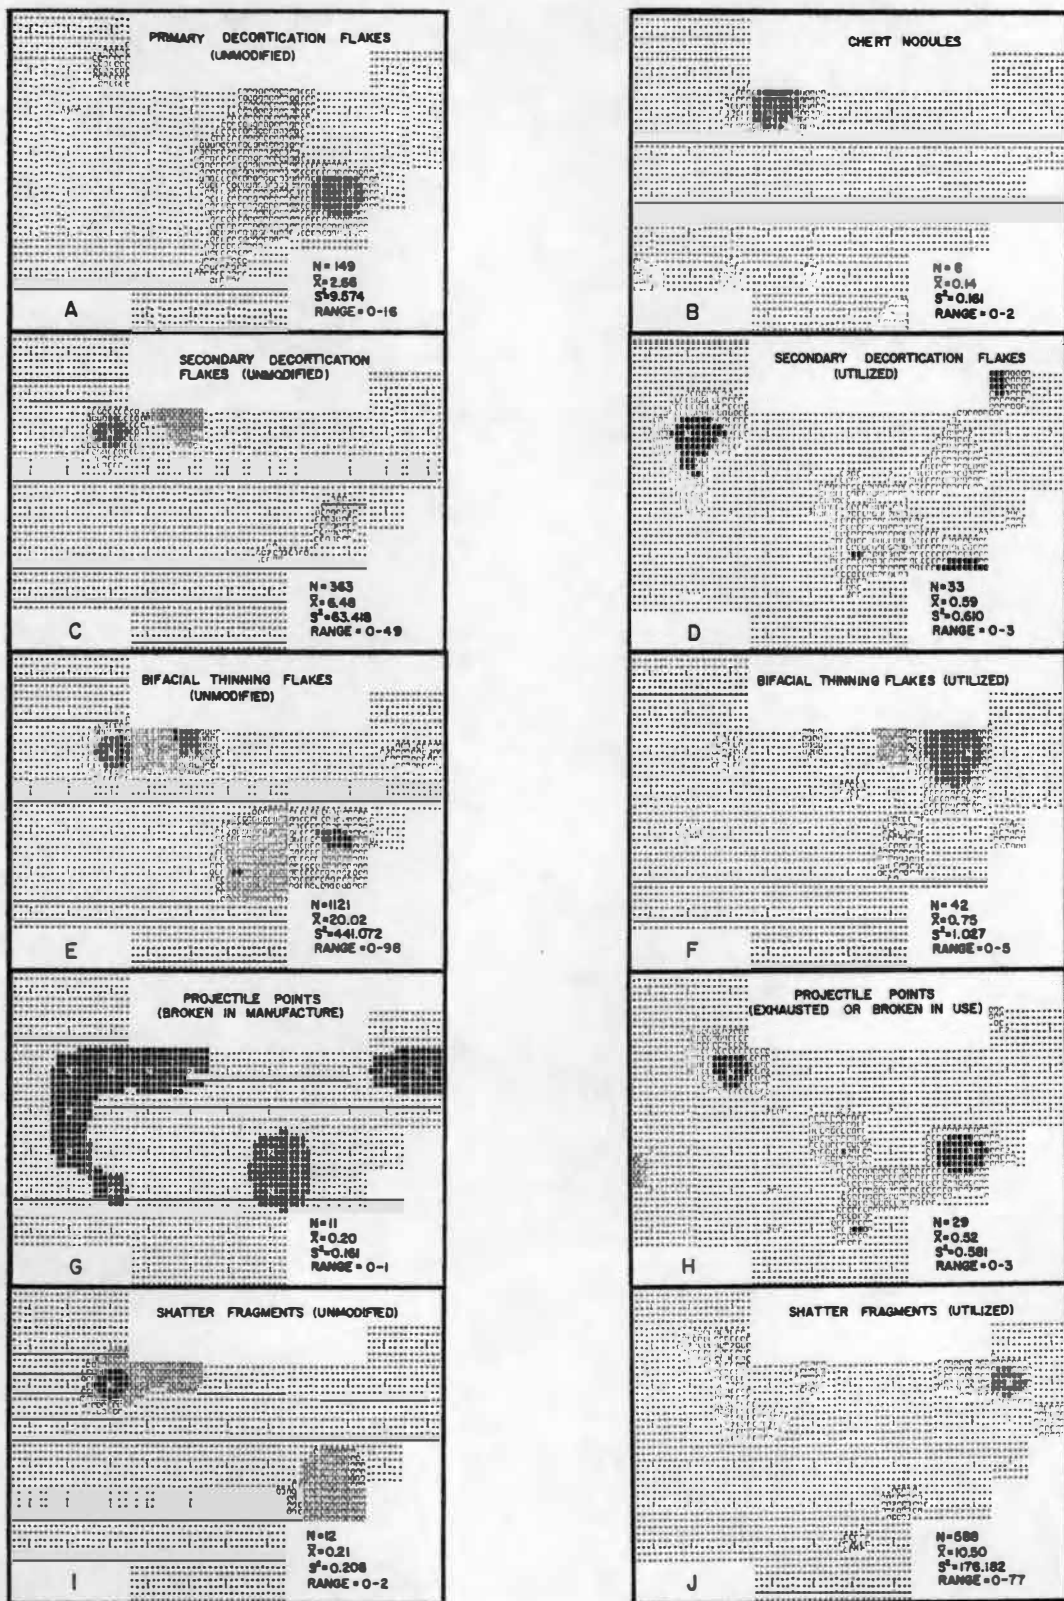 PRIMARY DECORTICATION FLAKES
(UNMODIFIED)
N = 149
X̄ = 2.66
S²= 9.574
RANGE = 0-16
A
CHERT NODULES
N = 8
X̄ = 0.14
S² = 0.161
RANGE = 0-2
B
SECONDARY DECORTICATION
FLAKES (UNMODIFIED)
N = 363
X̄ = 6.48
S²= 63.418
RANGE = 0-49
C
SECONDARY DECORTICATION FLAKES
(UTILIZED)
N = 33
X̄ = 0.59
S² = 0.610
RANGE = 0-3
D
BIFACIAL THINNING FLAKES
(UNMODIFIED)
N=1121
X̄ = 20.02
S²=441.072
RANGE = 0-98
E
BIFACIAL THINNING FLAKES (UTILIZED)
N = 42
X̄ = 0.75
S² = 1.027
RANGE = 0-5
F
PROJECTILE POINTS
(BROKEN IN MANUFACTURE)
N = 11
X̄ = 0.20
S²=0.161
RANGE = 0-1
G
PROJECTILE POINTS
(EXHAUSTED OR BROKEN IN USE)
N = 29
X̄ = 0.52
S²= 0.581
RANGE = 0-3
H
SHATTER FRAGMENTS (UNMODIFIED)
N=12
X̄ = 0.21
S² = 0.208
RANGE = 0-2
I
SHATTER FRAGMENTS (UTILIZED)
N=588
X̄ = 10.50
S² = 176.182
RANGE = 0-77
J